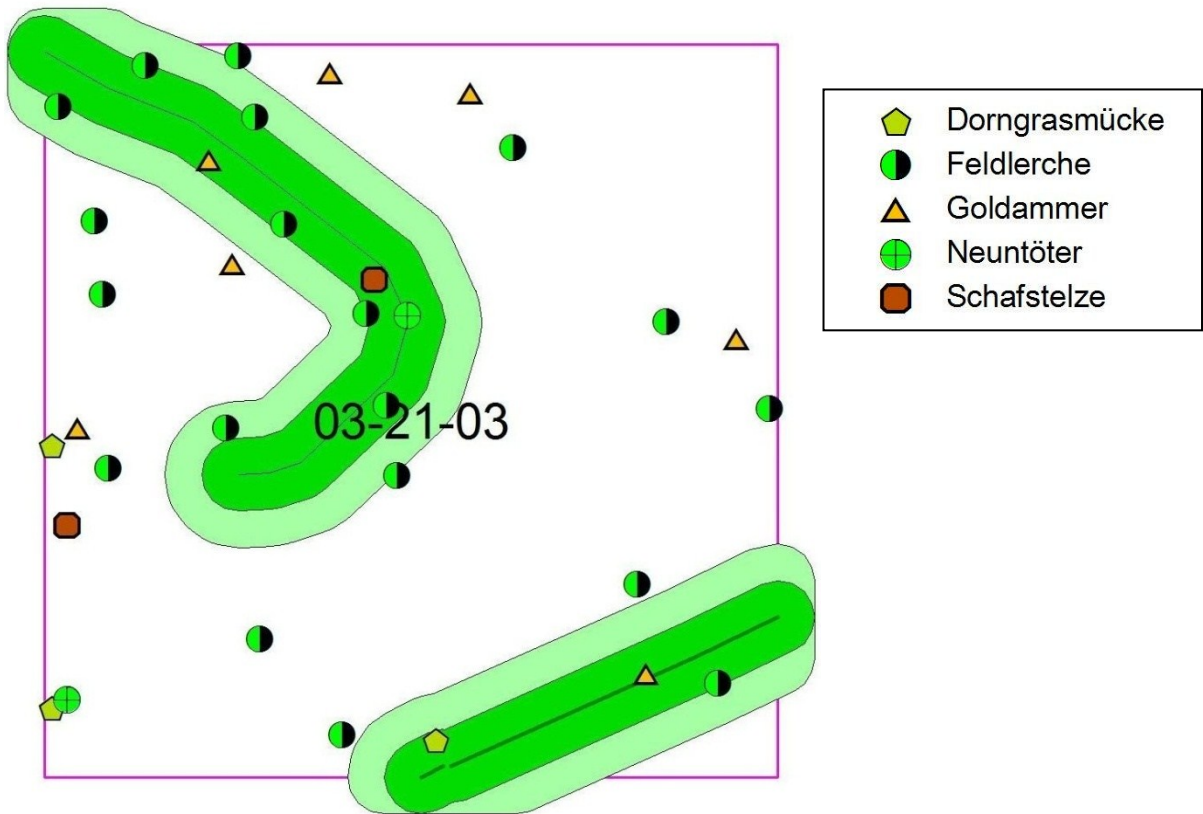 Dorngrasmücke
Feldlerche
Goldammer
Neuntöter
Schafstelze
03-21-03